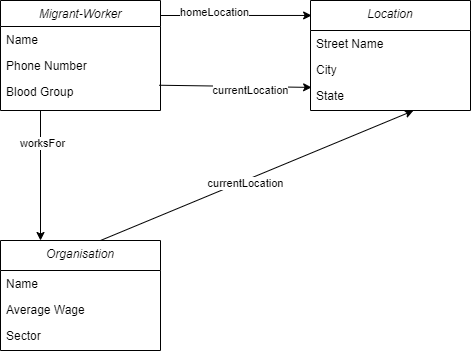 Migrant-Worker
Name
Phone Number
Blood Group
homeLocation
currentLocation
Location
Street Name
City
State
worksFor
currentLocation
Organisation
Name
Average Wage
Sector